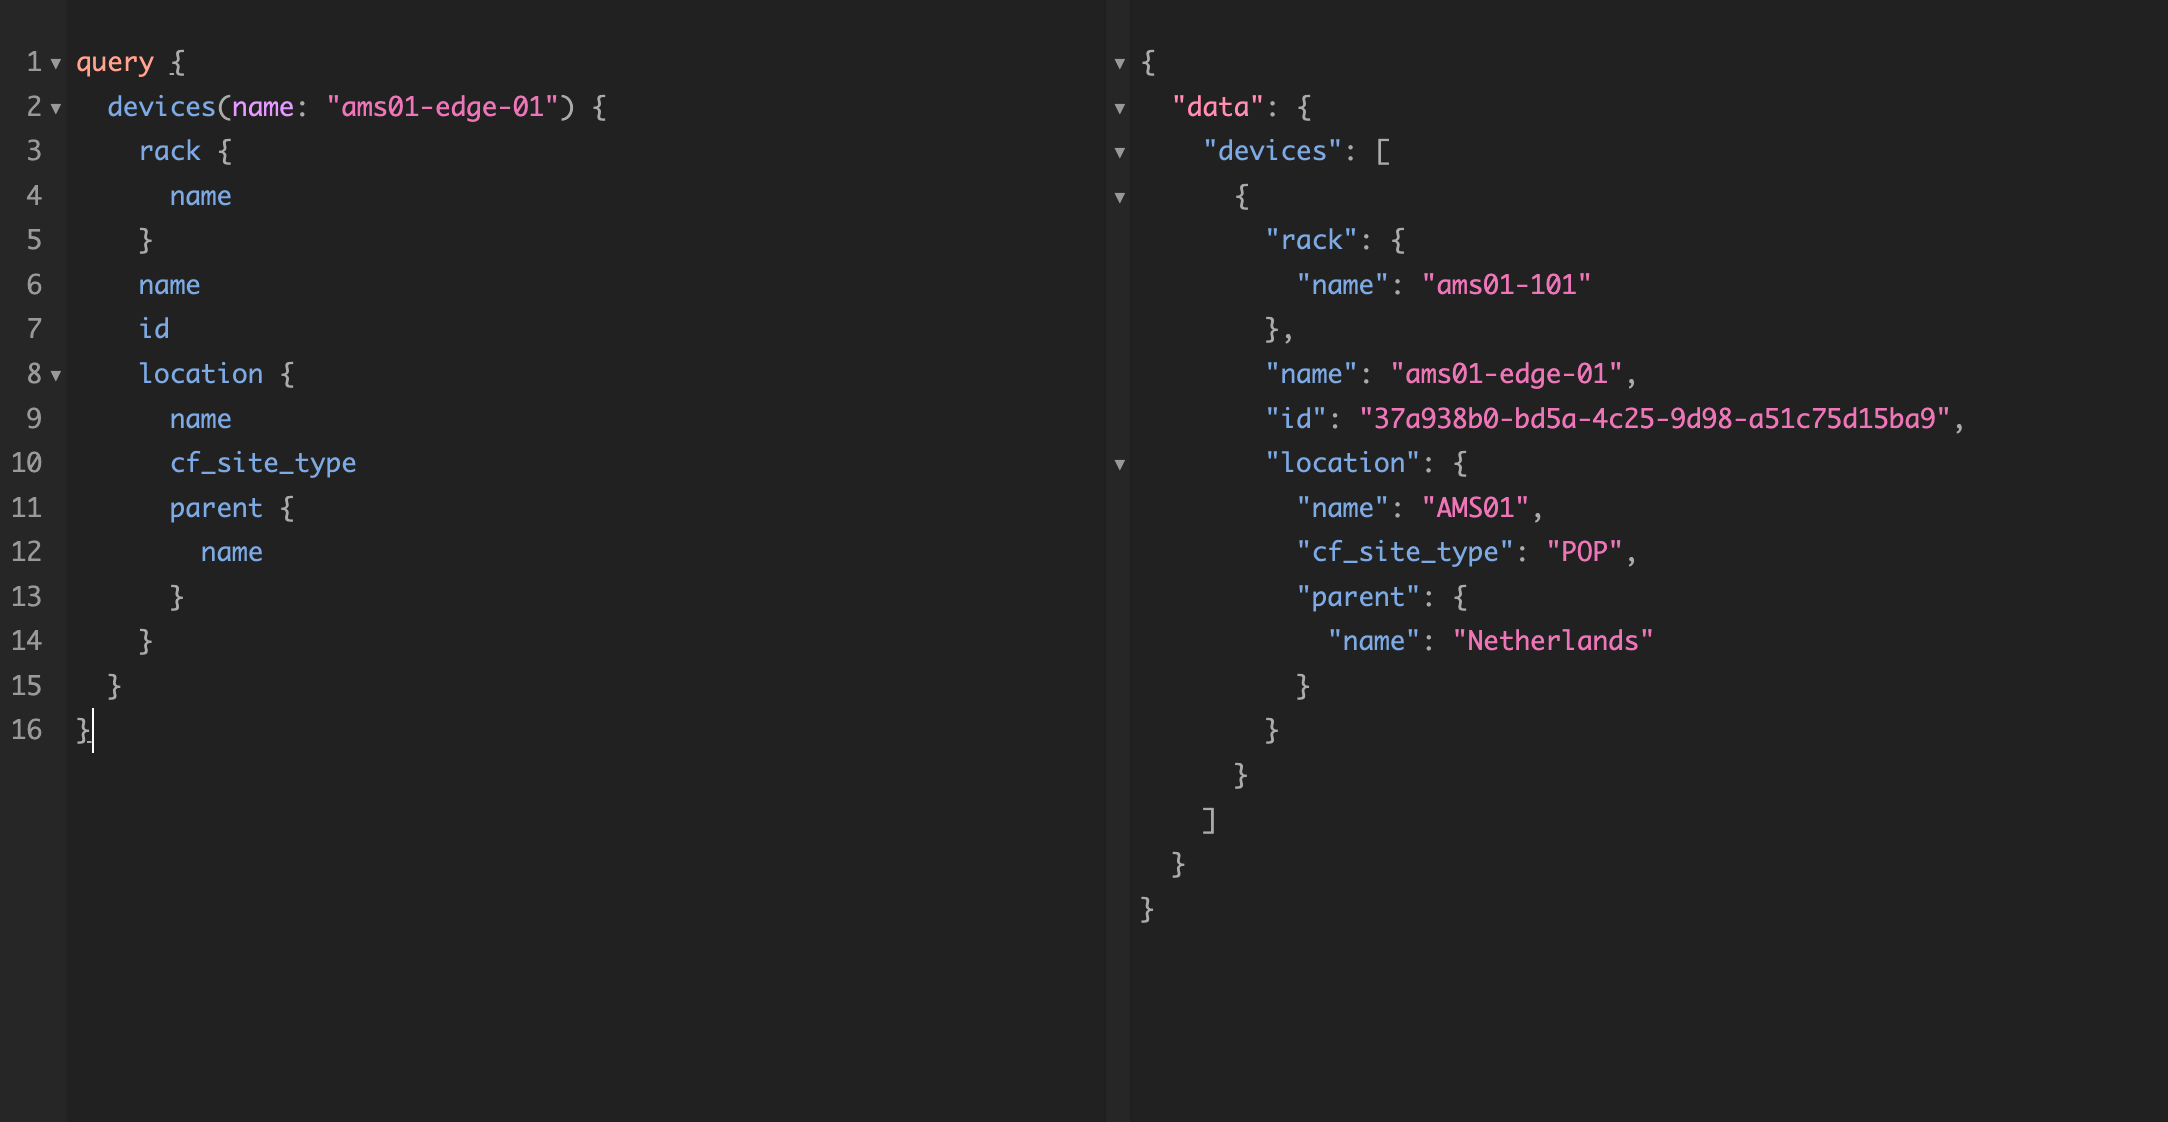 1 query {
2 devices(name: "ams01-edge-01") {
3 rack {
4 name
5 }
6 name
7 id
8 location {
9 name
10 cf_site_type
11 parent {
12 name
13 }
14 }
15 }
16 }
{
"data": {
"devices": [
{
"rack": {
"name": "ams01-101"
},
"name": "ams01-edge-01",
"id": "37a938b0-bd5a-4c25-9d98-a51c75d15ba9",
"location": {
"name": "AMS01",
"cf_site_type": "POP",
"parent": {
"name": "Netherlands"
}
}
}
]
}
}